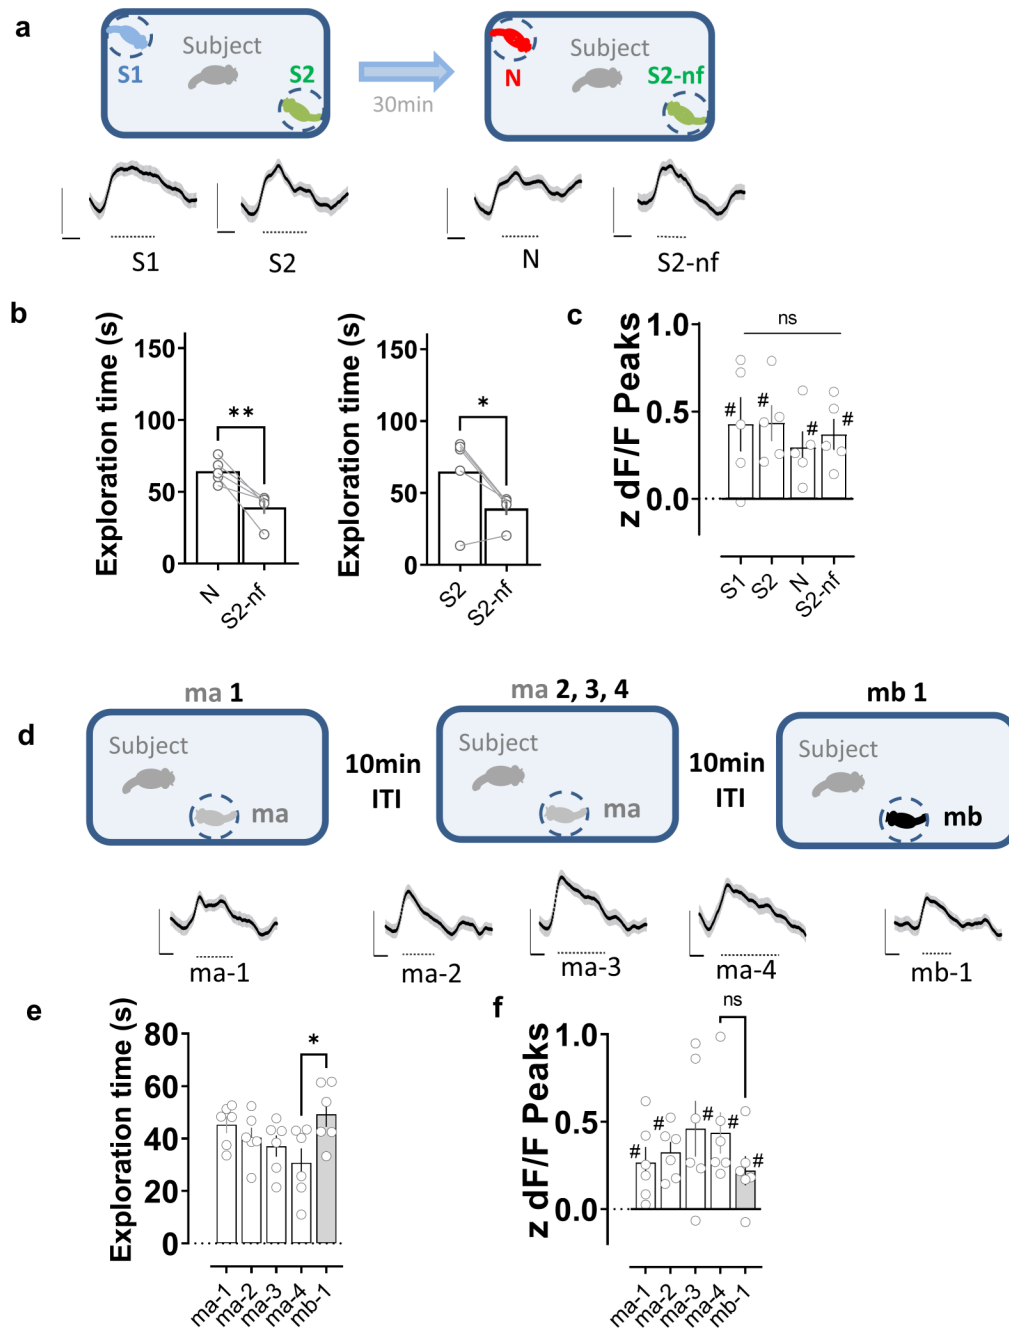 a
Subject
S1
S2
30min
Subject
N
S2-nf
S1
S2
N
S2-nf
b
Exploration time (s)
150
100
50
0
**
N
S2-nf
Exploration time (s)
150
100
50
0
*
S2
S2-nf
c
z dF/F Peaks
1.0
0.5
0.0
ns
#
#
#
#
S1
S2
N
S2-nf
d
ma 1
Subject
ma
10min
ITI
ma 2, 3, 4
Subject
ma
10min
ITI
mb 1
Subject
mb
ma-1
ma-2
ma-3
ma-4
mb-1
e
Exploration time (s)
80
60
40
20
0
*
ma-1
ma-2
ma-3
ma-4
mb-1
f
z dF/F Peaks
1.0
0.5
0.0
ns
#
#
#
#
#
ma-1
ma-2
ma-3
ma-4
mb-1